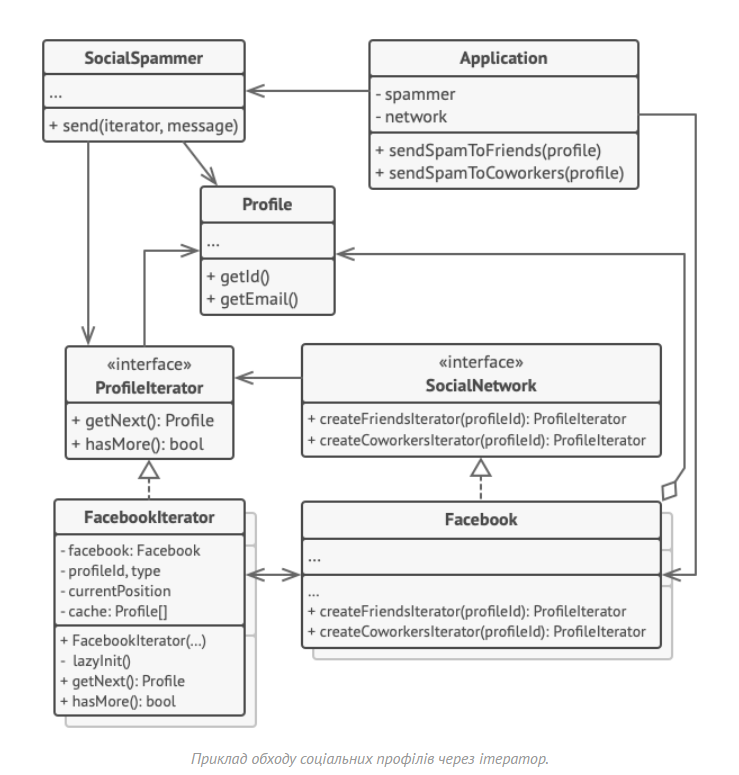 SocialSpammer
...
+ send(iterator, message)
Application
- spammer
- network
+ sendSpamToFriends(profile)
+ sendSpamToCoworkers(profile)
Profile
...
+ getId()
+ getEmail()
«interface»
ProfileIterator
+ getNext(): Profile
+ hasMore(): bool
«interface»
SocialNetwork
+ createFriendsIterator(profileId): ProfileIterator
+ createCoworkersIterator(profileId): ProfileIterator
FacebookIterator
- facebook: Facebook
- profileId, type
- currentPosition
- cache: Profile[]
+ FacebookIterator(...)
- lazyInit()
+ getNext(): Profile
+ hasMore(): bool
Facebook
...
...
+ createFriendsIterator(profileId): ProfileIterator
+ createCoworkersIterator(profileId): ProfileIterator
Приклад обходу соціальних профілів через ітератор.